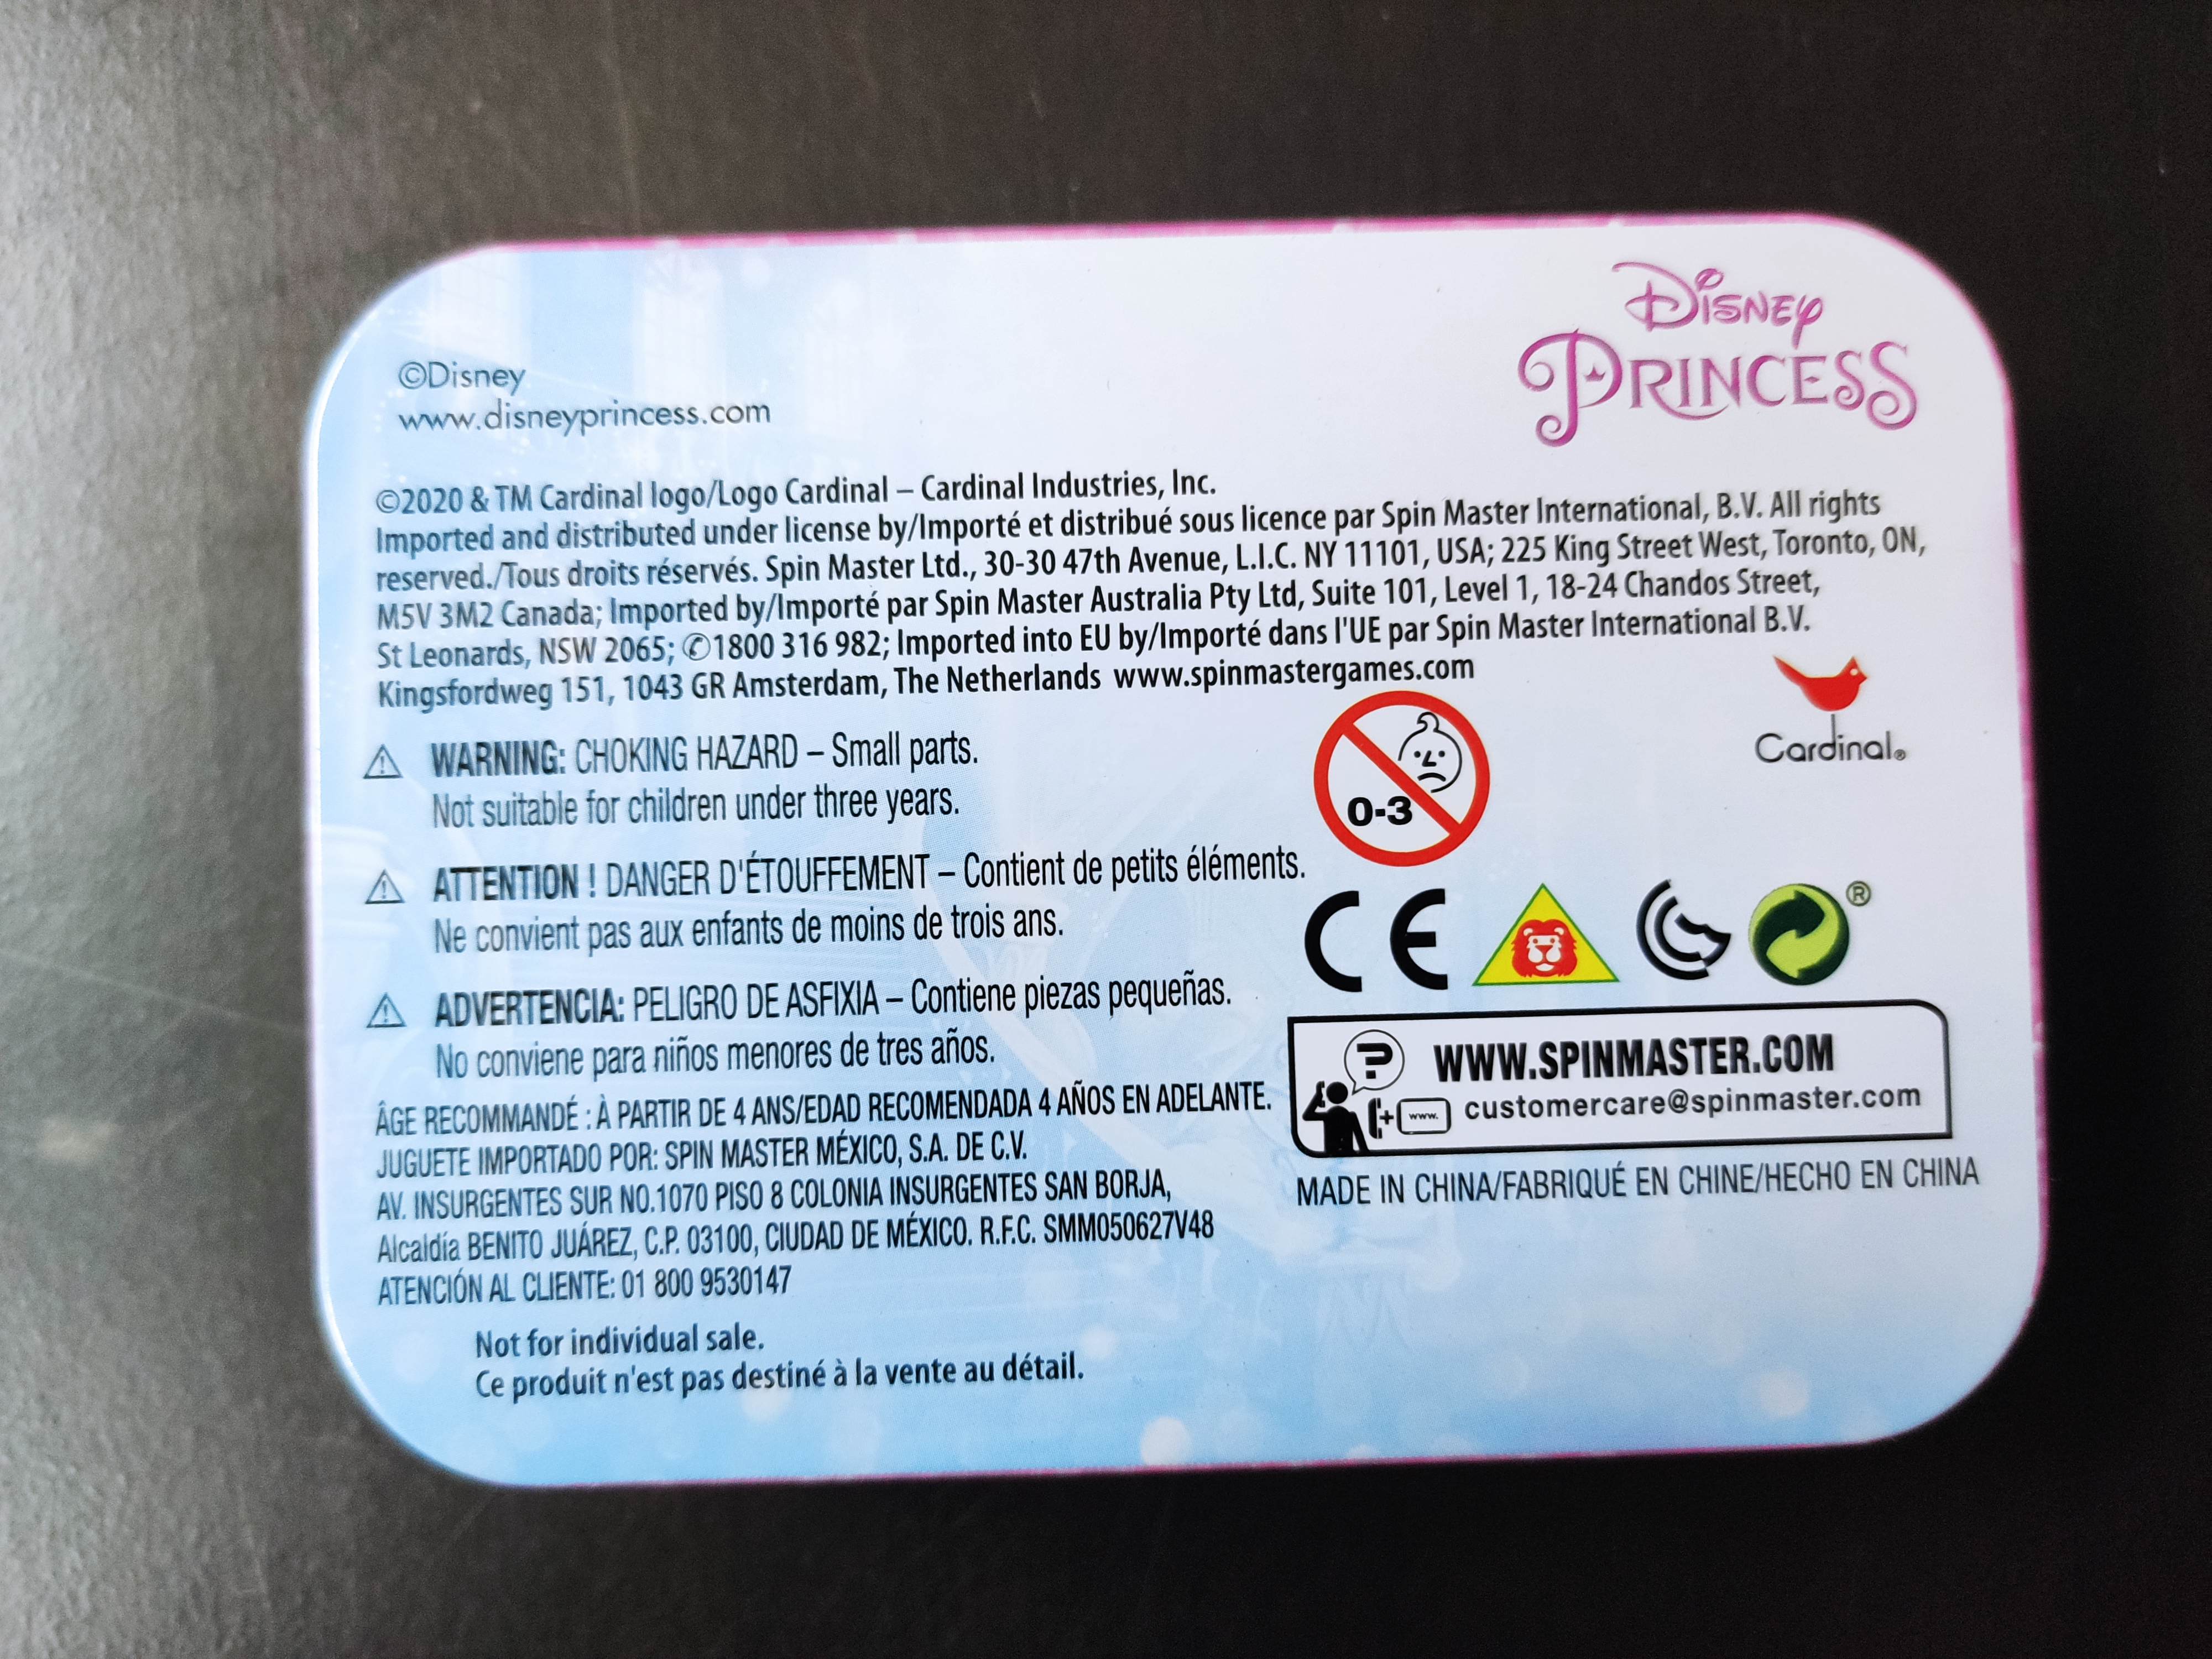 Disney
PRINCESS
©Disney
www.disneyprincess.com
©2020 & TM Cardinal logo/Logo Cardinal – Cardinal Industries, Inc.
Imported and distributed under license by/Importé et distribué sous licence par Spin Master International, B.V. All rights
reserved./Tous droits réservés. Spin Master Ltd., 30-30 47th Avenue, L.I.C. NY 11101, USA; 225 King Street West, Toronto, ON,
M5V 3M2 Canada; Imported by/Importé par Spin Master Australia Pty Ltd, Suite 101, Level 1, 18-24 Chandos Street,
St Leonards, NSW 2065; ✆1800 316 982; Imported into EU by/Importé dans l'UE par Spin Master International B.V.
Kingsfordweg 151, 1043 GR Amsterdam, The Netherlands www.spinmastergames.com
Cardinal®
⚠ WARNING: CHOKING HAZARD – Small parts.
Not suitable for children under three years.
0-3
⚠ ATTENTION ! DANGER D'ÉTOUFFEMENT – Contient de petits éléments.
Ne convient pas aux enfants de moins de trois ans.
CE
®
⚠ ADVERTENCIA: PELIGRO DE ASFIXIA – Contiene piezas pequeñas.
No conviene para niños menores de tres años.
ÂGE RECOMMANDÉ : À PARTIR DE 4 ANS/EDAD RECOMENDADA 4 AÑOS EN ADELANTE.
JUGUETE IMPORTADO POR: SPIN MASTER MÉXICO, S.A. DE C.V.
AV. INSURGENTES SUR NO.1070 PISO 8 COLONIA INSURGENTES SAN BORJA,
Alcaldía BENITO JUÁREZ, C.P. 03100, CIUDAD DE MÉXICO. R.F.C. SMM050627V48
ATENCIÓN AL CLIENTE: 01 800 9530147
? WWW.SPINMASTER.COM
+ www. customercare@spinmaster.com
MADE IN CHINA/FABRIQUÉ EN CHINE/HECHO EN CHINA
Not for individual sale.
Ce produit n'est pas destiné à la vente au détail.